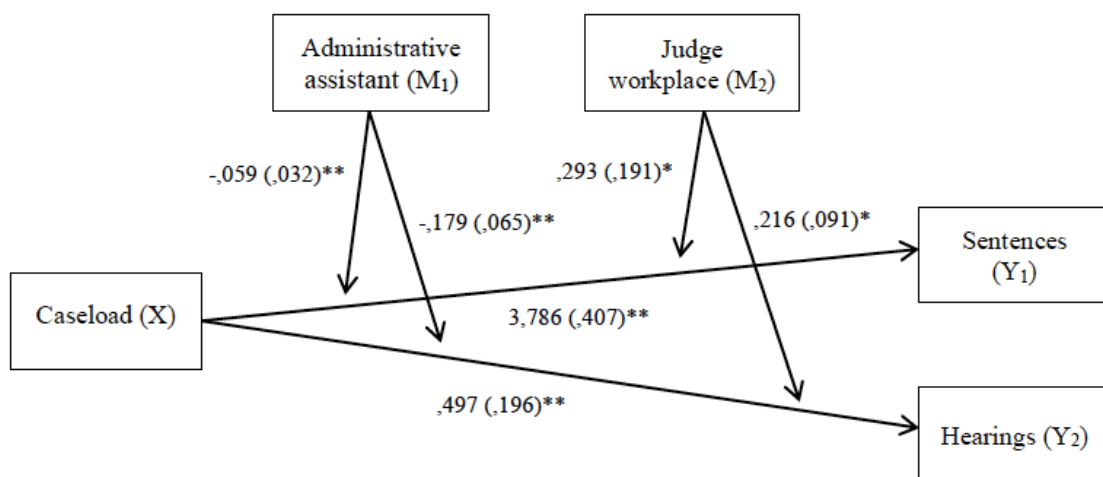 Administrative
assistant (M₁)
Judge
workplace (M₂)
-,059 (,032)**
,293 (,191)*
-,179 (,065)**
,216 (,091)*
Sentences
(Y₁)
Caseload (X)
3,786 (,407)**
,497 (,196)**
Hearings (Y₂)